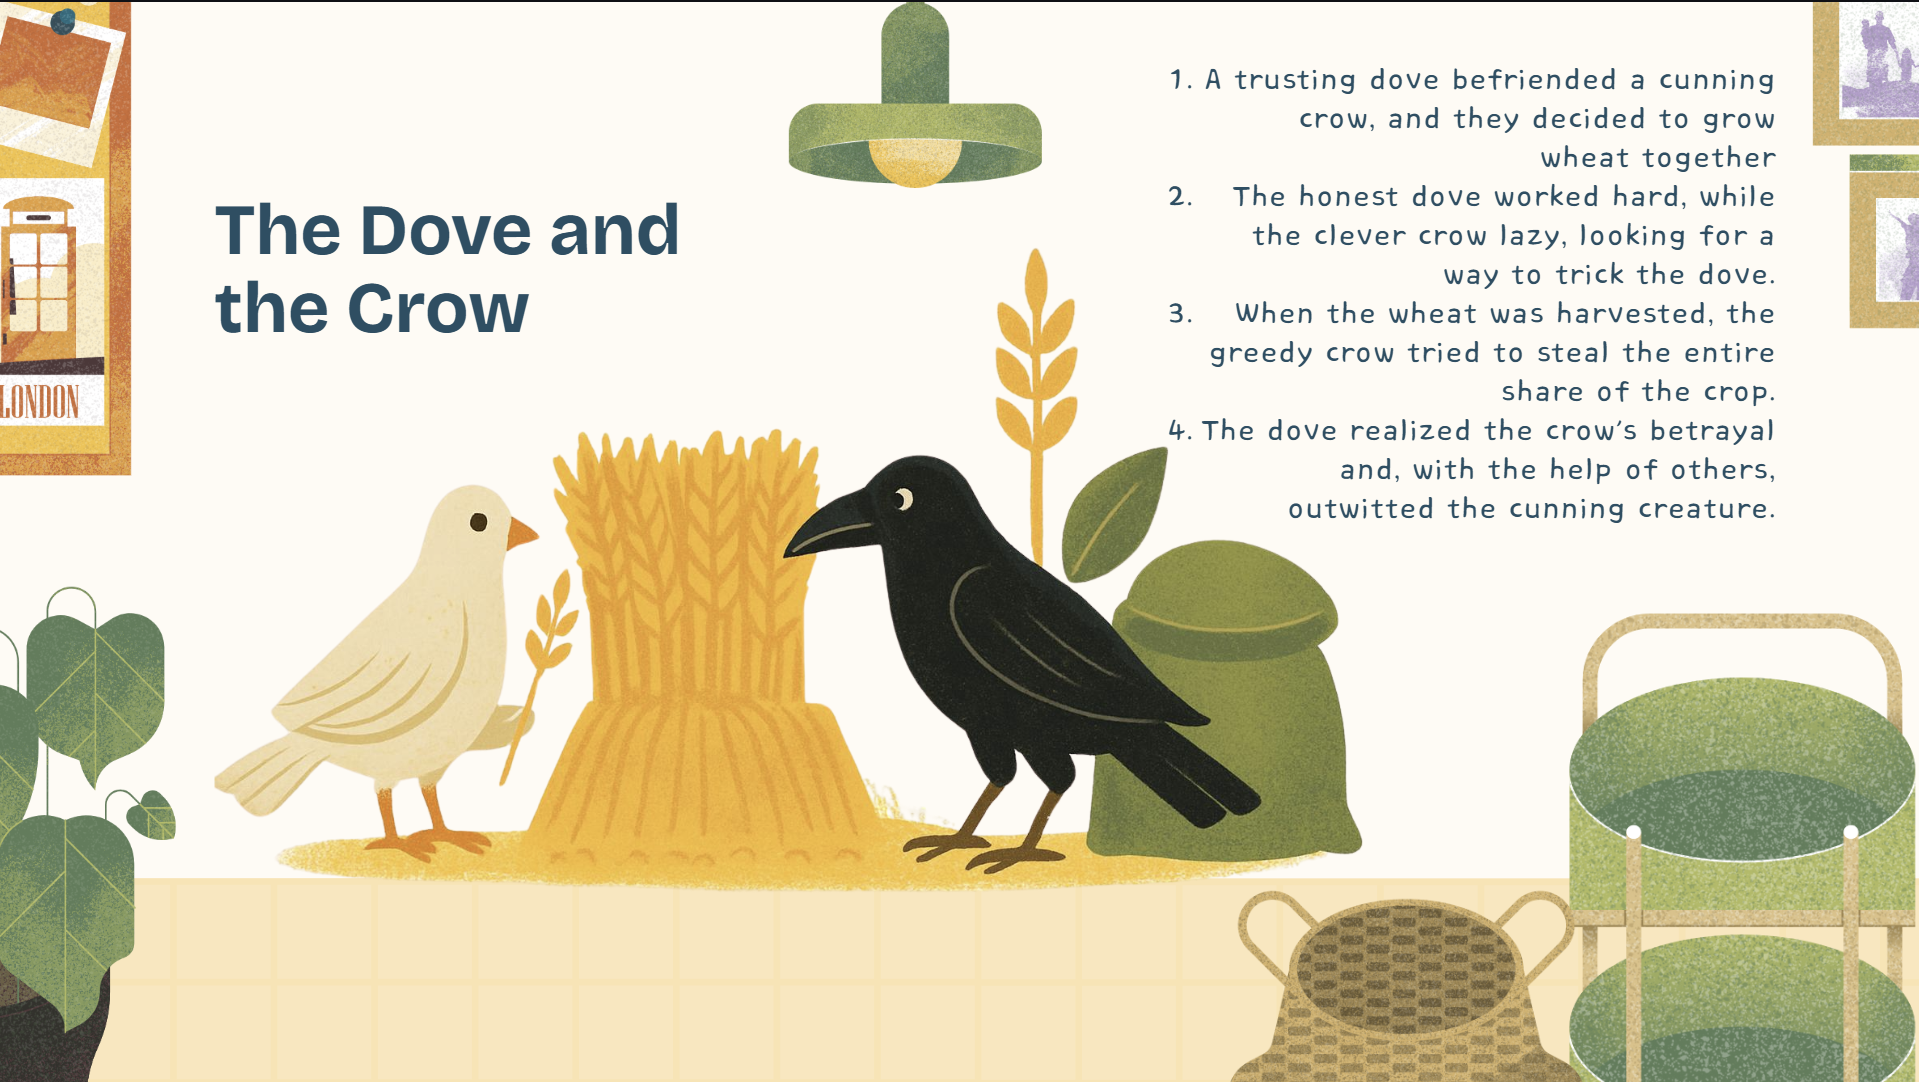 The Dove and
the Crow
1. A trusting dove befriended a cunning
crow, and they decided to grow
wheat together
2. The honest dove worked hard, while
the clever crow lazy, looking for a
way to trick the dove.
3. When the wheat was harvested, the
greedy crow tried to steal the entire
share of the crop.
4. The dove realized the crow's betrayal
and, with the help of others,
outwitted the cunning creature.
LONDON